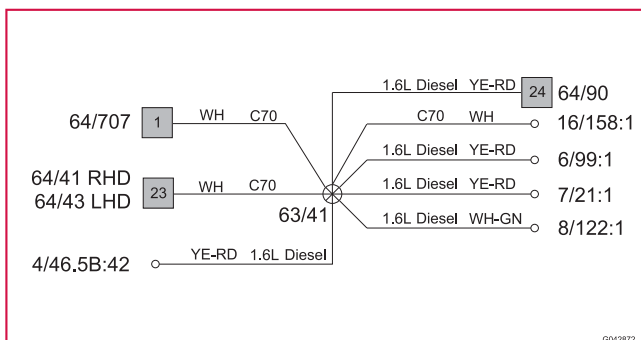 1.6L Diesel YE-RD 24 64/90
64/707 1 WH C70
C70 WH 16/158:1
1.6L Diesel YE-RD 6/99:1
64/41 RHD
64/43 LHD
23 WH C70
1.6L Diesel YE-RD 7/21:1
63/41
1.6L Diesel WH-GN 8/122:1
4/46.5B:42 YE-RD 1.6L Diesel
G042872